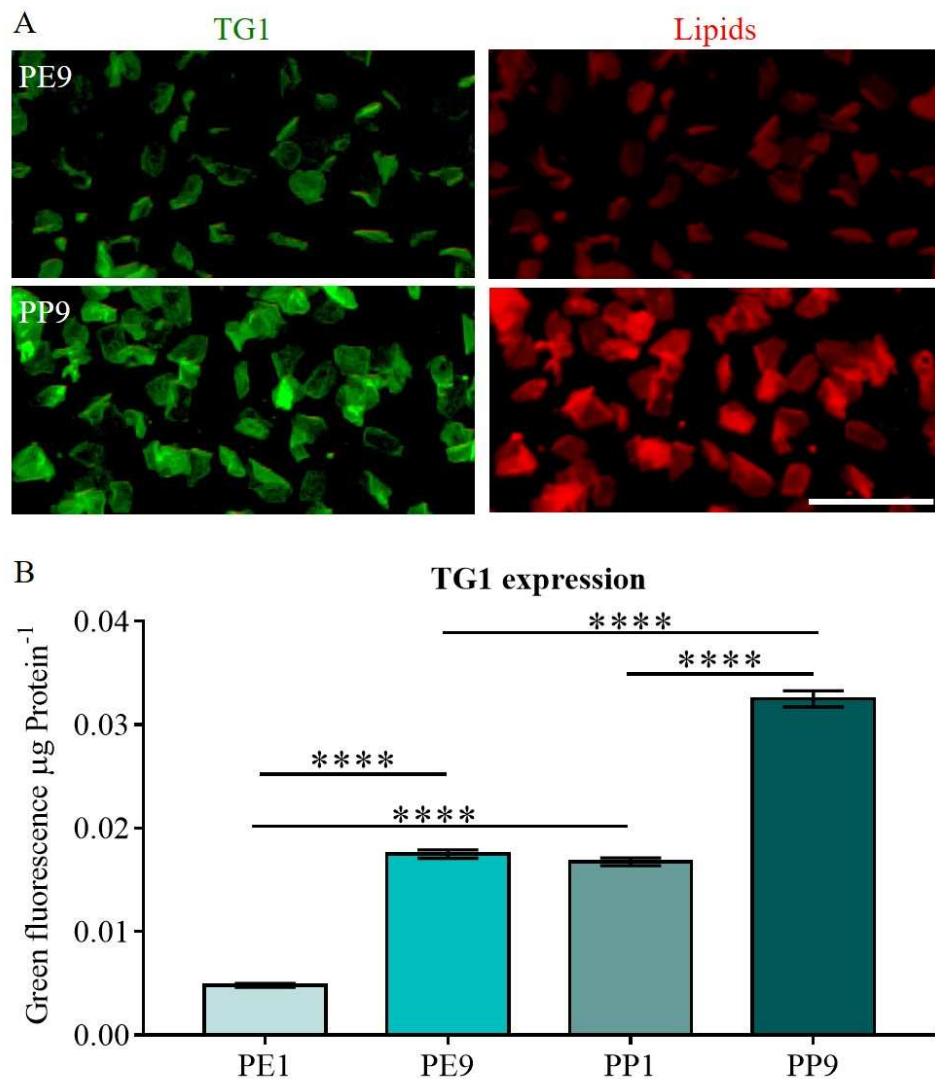 A
TG1 Lipids
PE9
PP9
B
TG1 expression
Green fluorescence µg Protein⁻¹
0.04
0.03
0.02
0.01
0.00
****
****
****
****
PE1 PE9 PP1 PP9